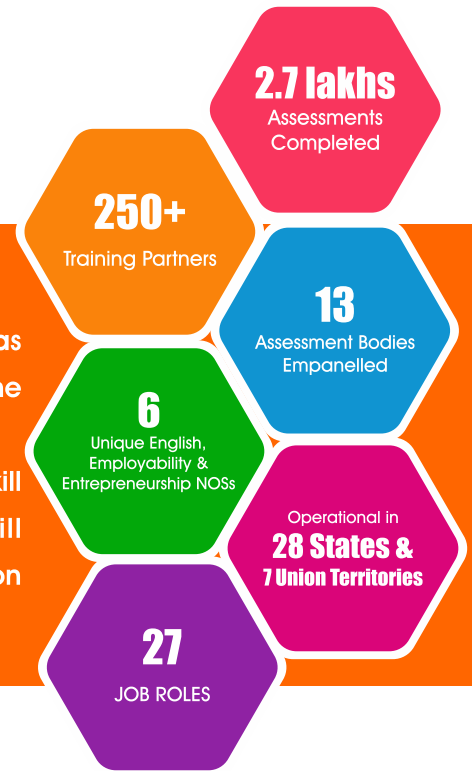 2.7 lakhs
Assessments
Completed
250+
Training Partners
13
Assessment Bodies
Empanelled
6
Unique English,
Employability &
Entrepreneurship NOSs
Operational in
28 States &
7 Union Territories
27
JOB ROLES